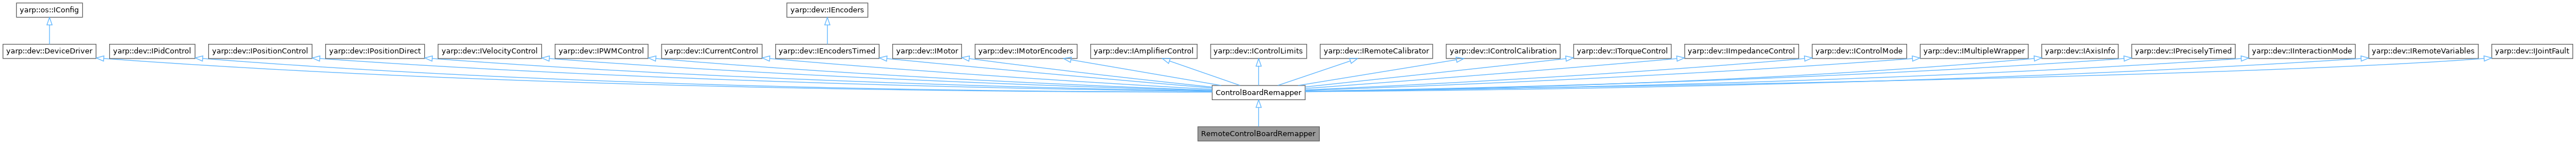 yarp::os::IConfig
yarp::dev::IEncoders
yarp::dev::DeviceDriver
yarp::dev::IPidControl
yarp::dev::IPositionControl
yarp::dev::IPositionDirect
yarp::dev::IVelocityControl
yarp::dev::IPWMControl
yarp::dev::ICurrentControl
yarp::dev::IEncodersTimed
yarp::dev::IMotor
yarp::dev::IMotorEncoders
yarp::dev::IAmplifierControl
yarp::dev::IControlLimits
yarp::dev::IRemoteCalibrator
yarp::dev::IControlCalibration
yarp::dev::ITorqueControl
yarp::dev::IImpedanceControl
yarp::dev::IControlMode
yarp::dev::IMultipleWrapper
yarp::dev::IAxisInfo
yarp::dev::IPreciselyTimed
yarp::dev::IInteractionMode
yarp::dev::IRemoteVariables
yarp::dev::IJointFault
ControlBoardRemapper
RemoteControlBoardRemapper